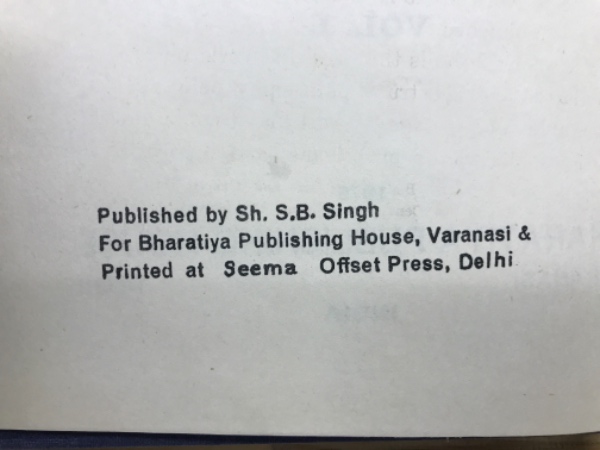 Published by Sh. S.B. Singh
For Bharatiya Publishing House, Varanasi &
Printed at Seema Offset Press, Delhi